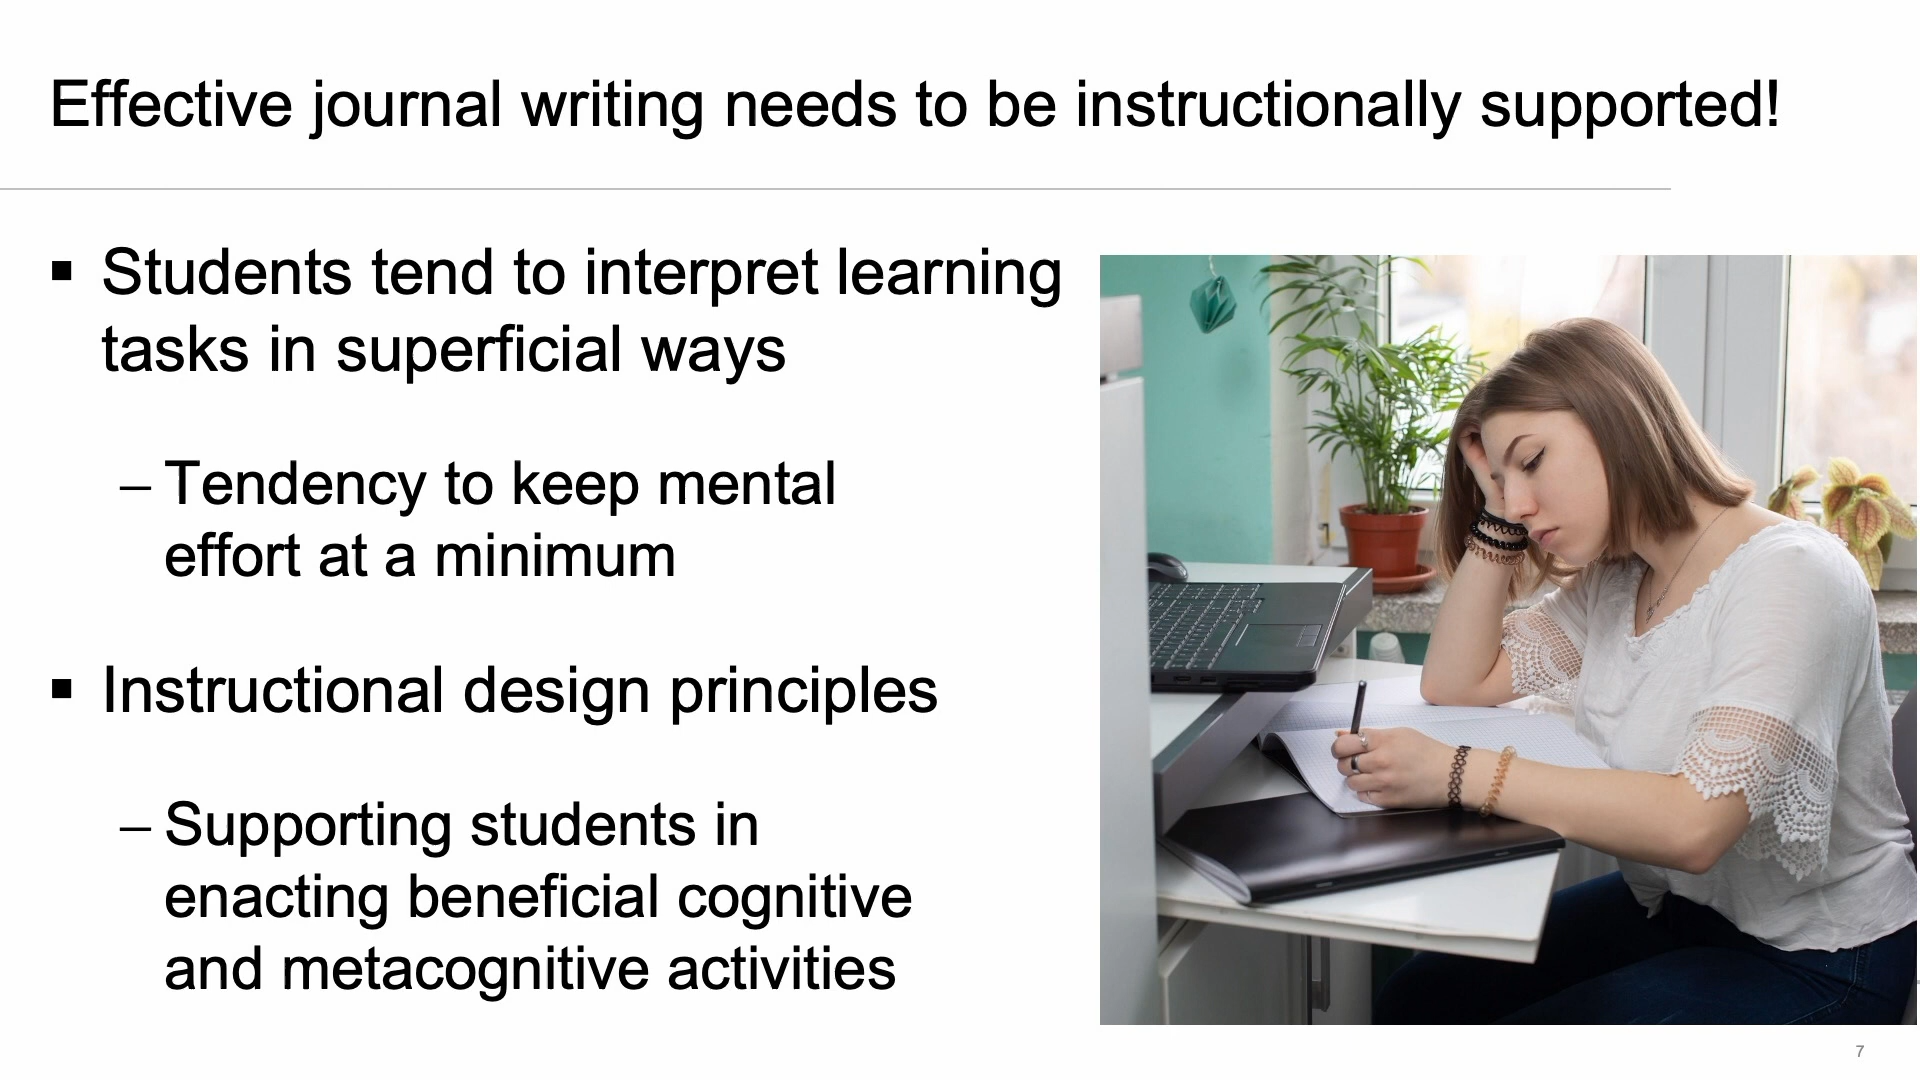 Effective journal writing needs to be instructionally supported!
▪ Students tend to interpret learning
tasks in superficial ways
– Tendency to keep mental
effort at a minimum
▪ Instructional design principles
– Supporting students in
enacting beneficial cognitive
and metacognitive activities
7